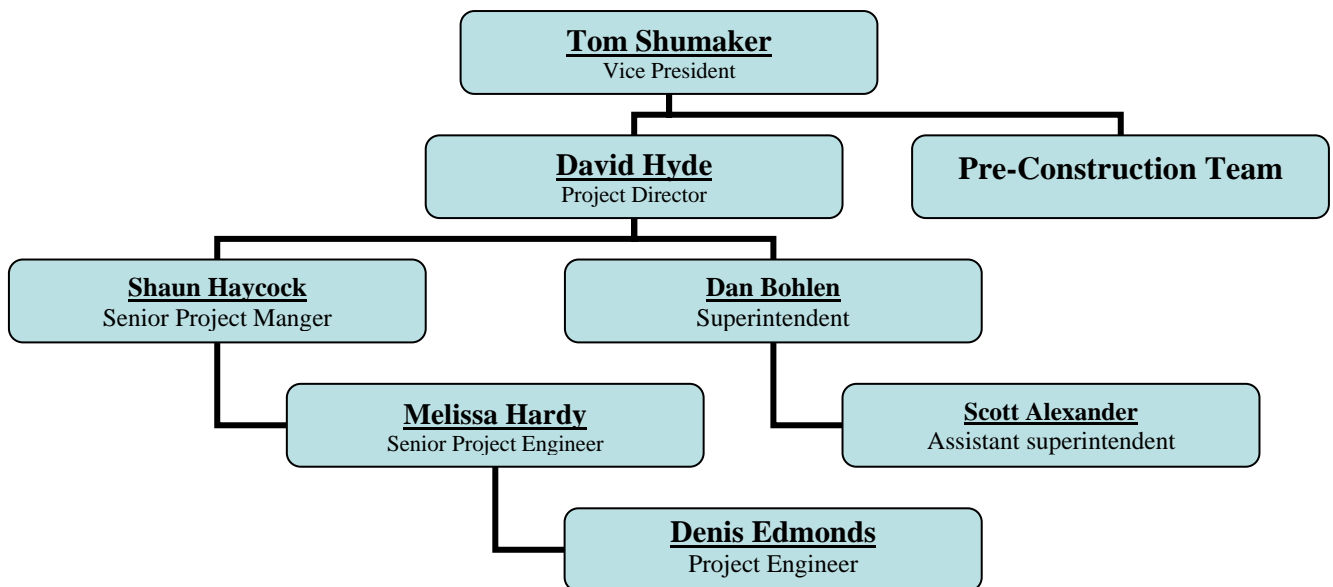 Tom Shumaker
Vice President
David Hyde
Project Director
Pre-Construction Team
Shaun Haycock
Senior Project Manger
Dan Bohlen
Superintendent
Melissa Hardy
Senior Project Engineer
Scott Alexander
Assistant superintendent
Denis Edmonds
Project Engineer